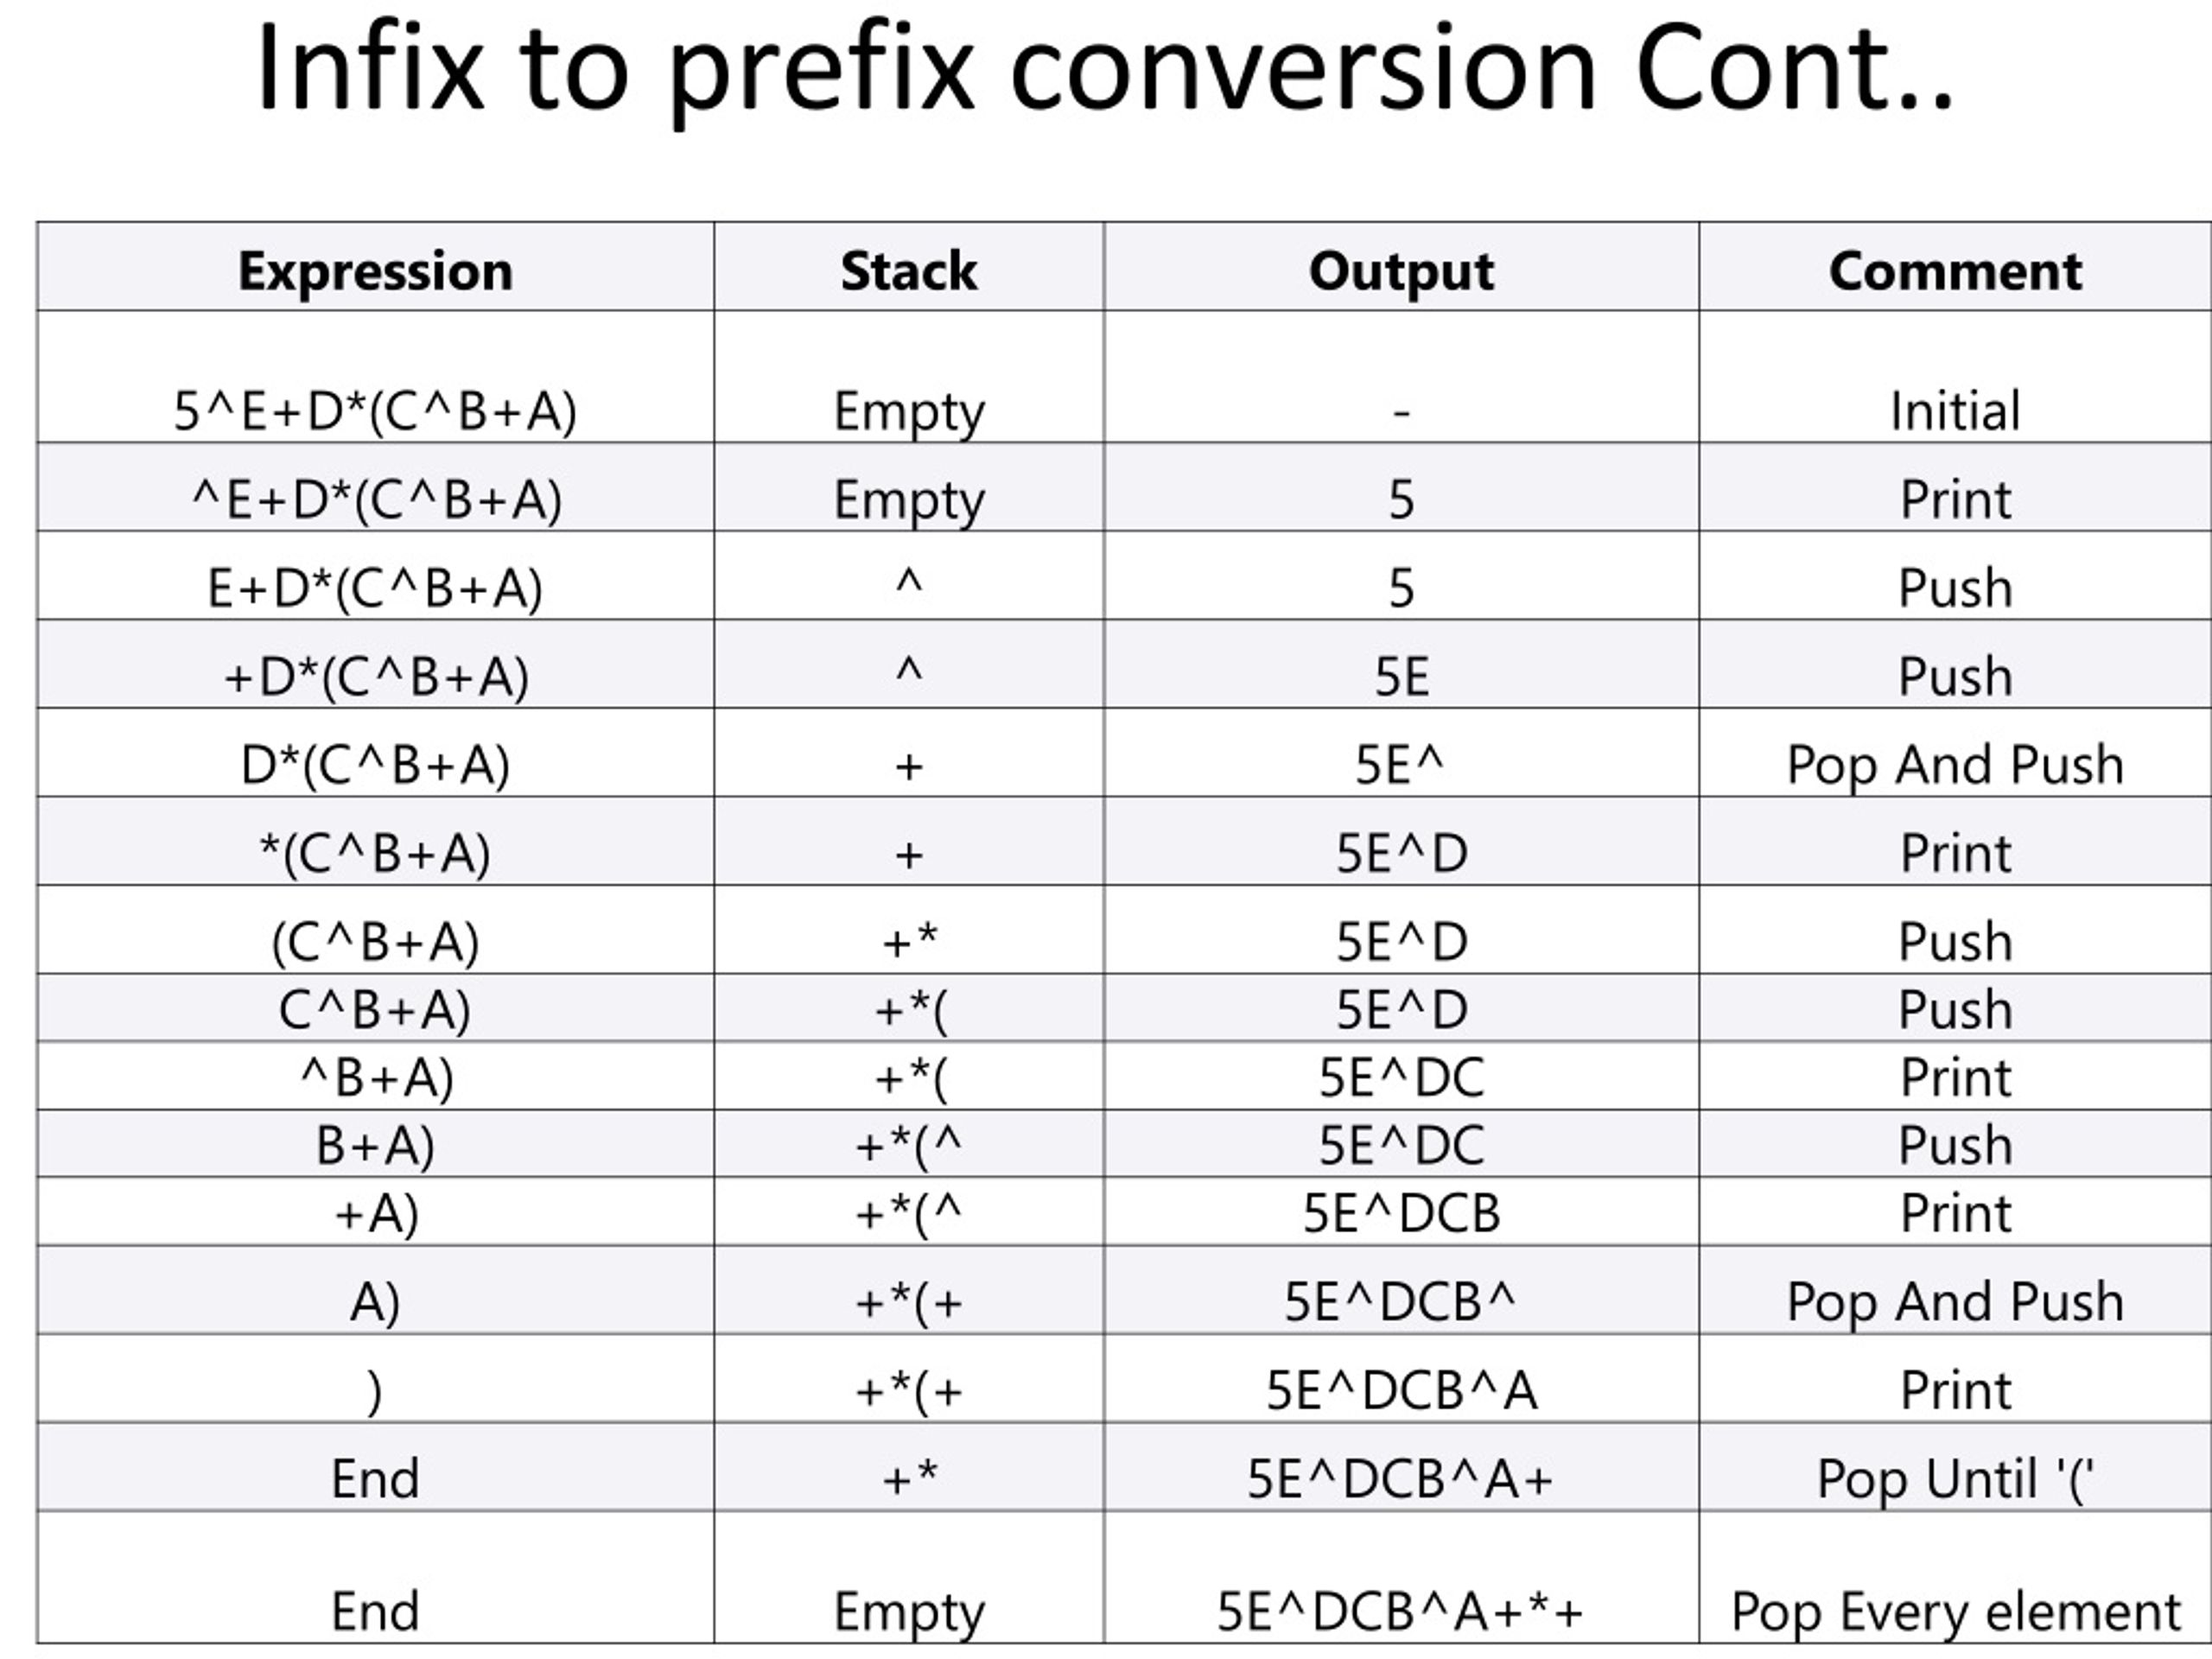 Infix to prefix conversion Cont..
Expression Stack Output Comment
5^E+D*(C^B+A) Empty - Initial
^E+D*(C^B+A) Empty 5 Print
E+D*(C^B+A) ^ 5 Push
+D*(C^B+A) ^ 5E Push
D*(C^B+A) + 5E^ Pop And Push
*(C^B+A) + 5E^D Print
(C^B+A) +* 5E^D Push
C^B+A) +*( 5E^D Push
^B+A) +*( 5E^DC Print
B+A) +*(^ 5E^DC Push
+A) +*(^ 5E^DCB Print
A) +*(+ 5E^DCB^ Pop And Push
) +*(+ 5E^DCB^A Print
End +* 5E^DCB^A+ Pop Until '('
End Empty 5E^DCB^A+*+ Pop Every element